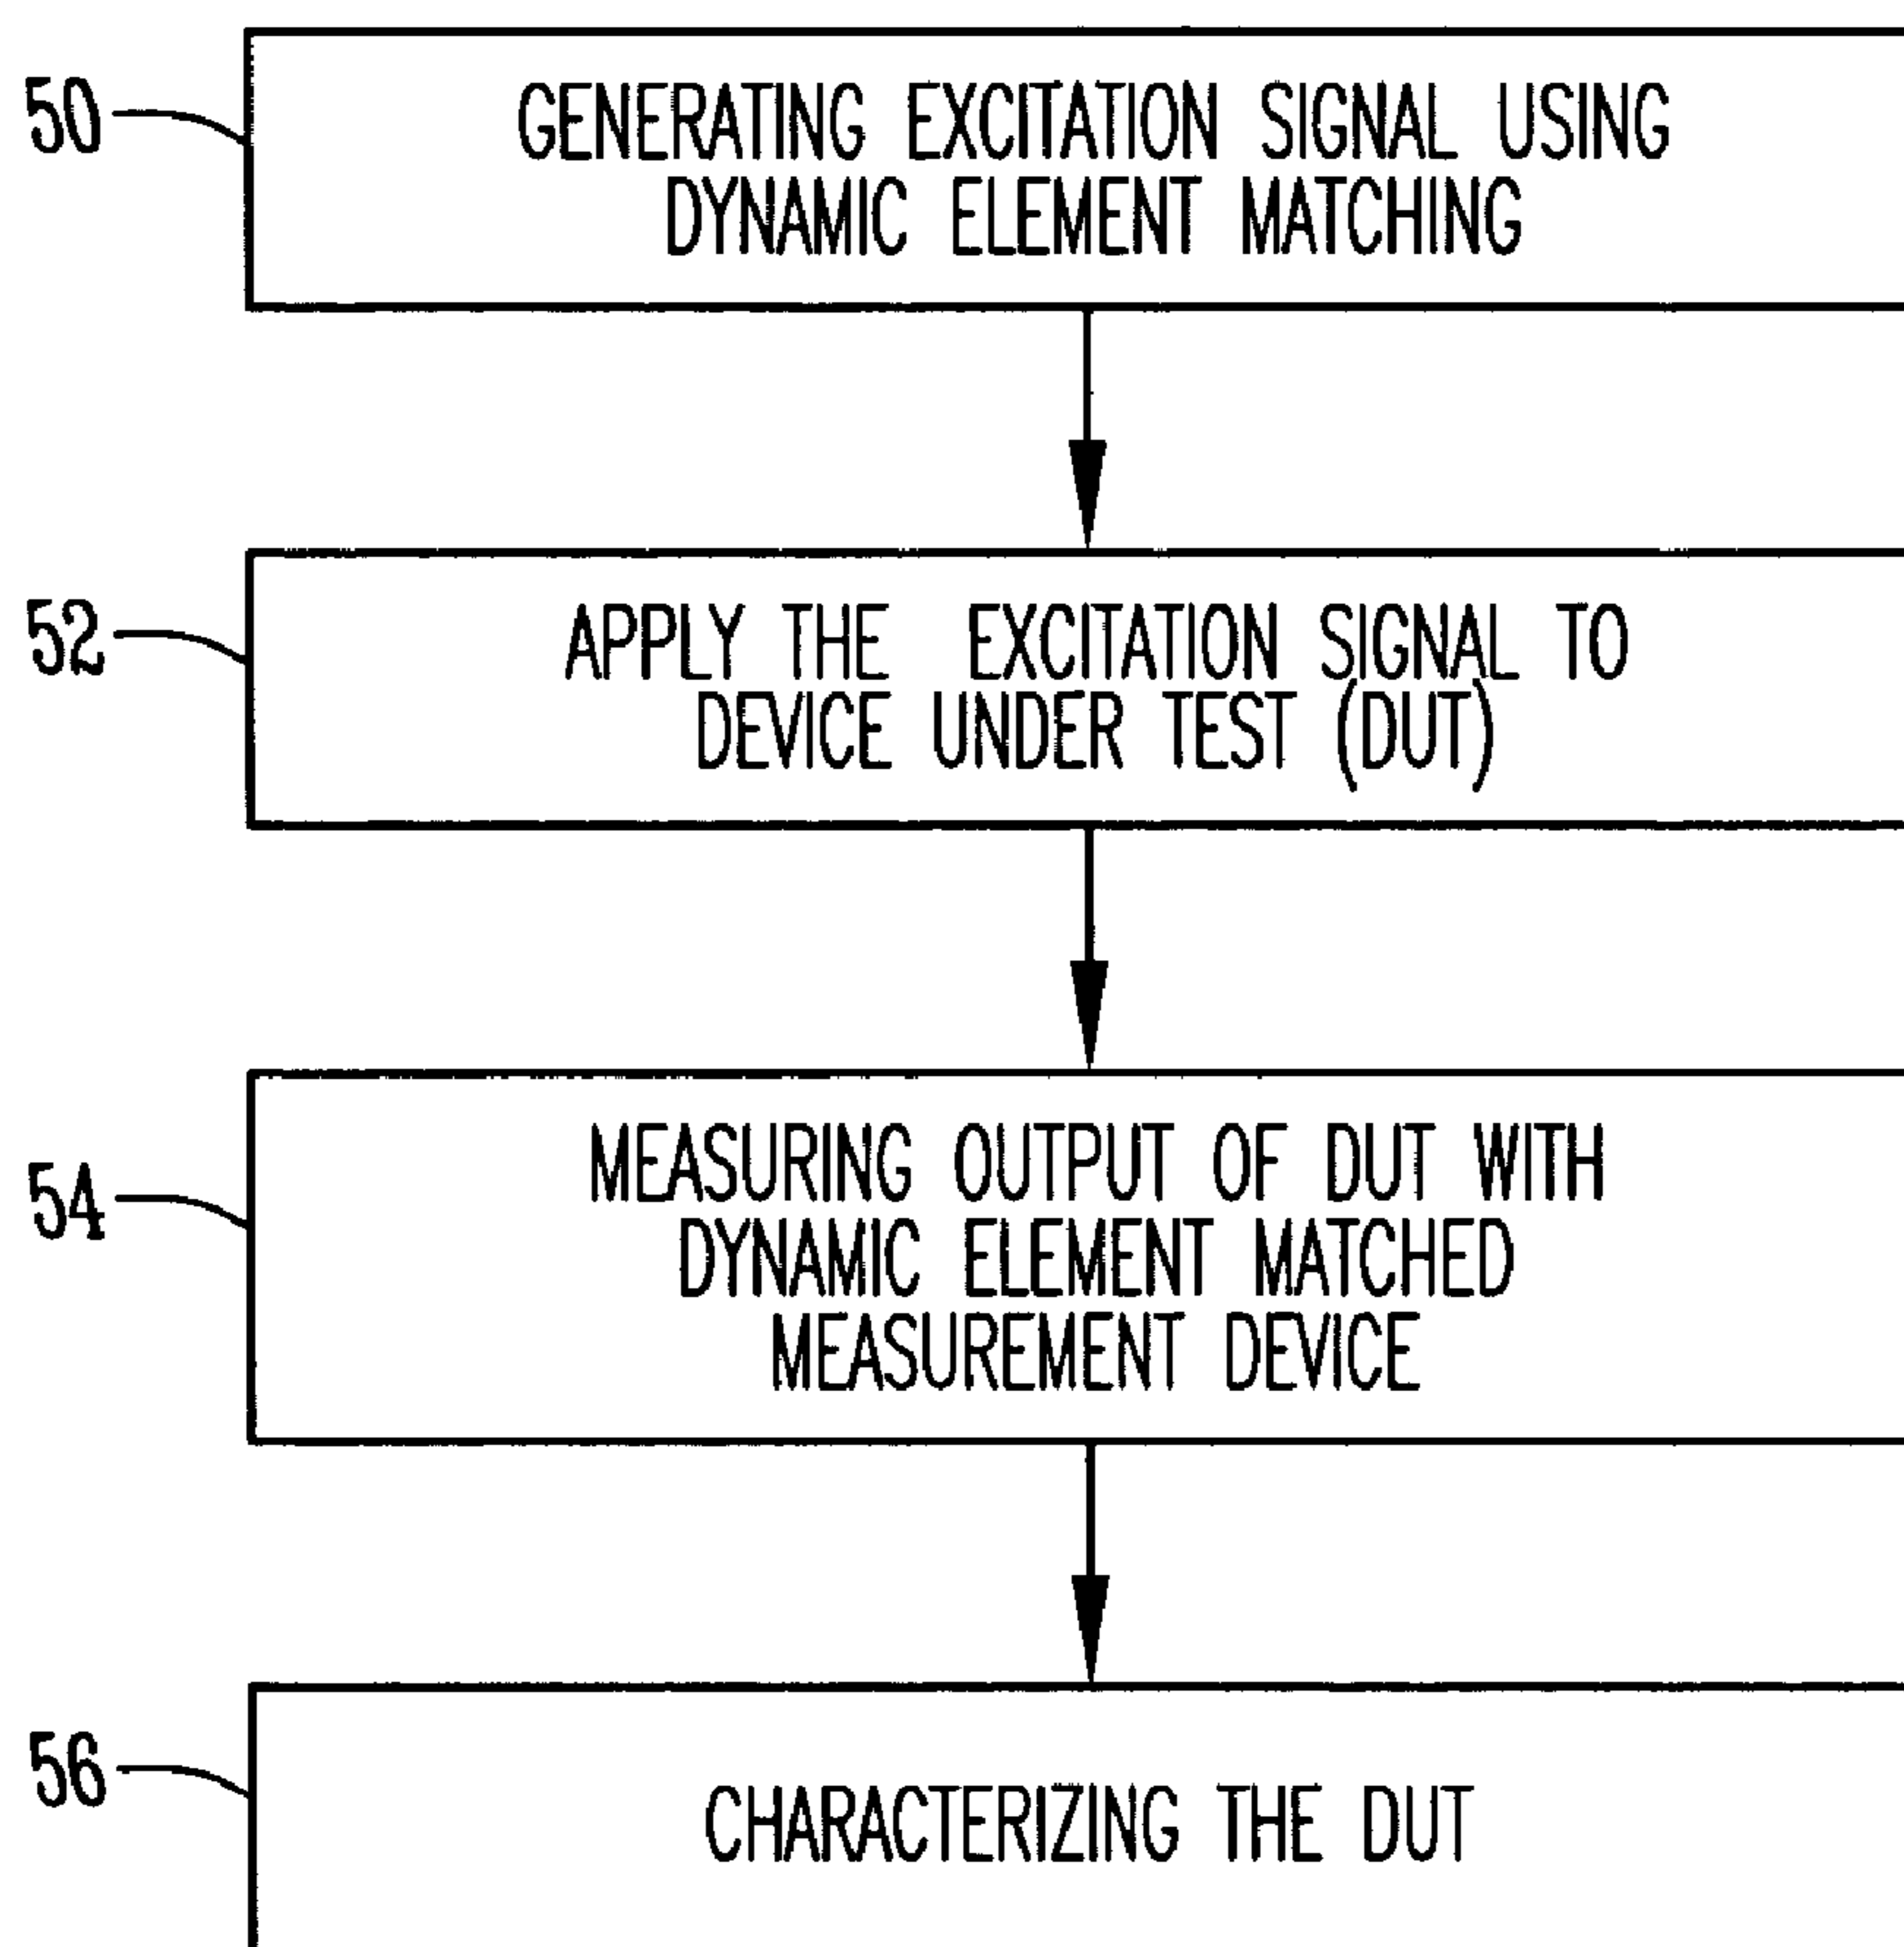 50
GENERATING EXCITATION SIGNAL USING
DYNAMIC ELEMENT MATCHING
52
APPLY THE EXCITATION SIGNAL TO
DEVICE UNDER TEST (DUT)
54
MEASURING OUTPUT OF DUT WITH
DYNAMIC ELEMENT MATCHED
MEASUREMENT DEVICE
56
CHARACTERIZING THE DUT